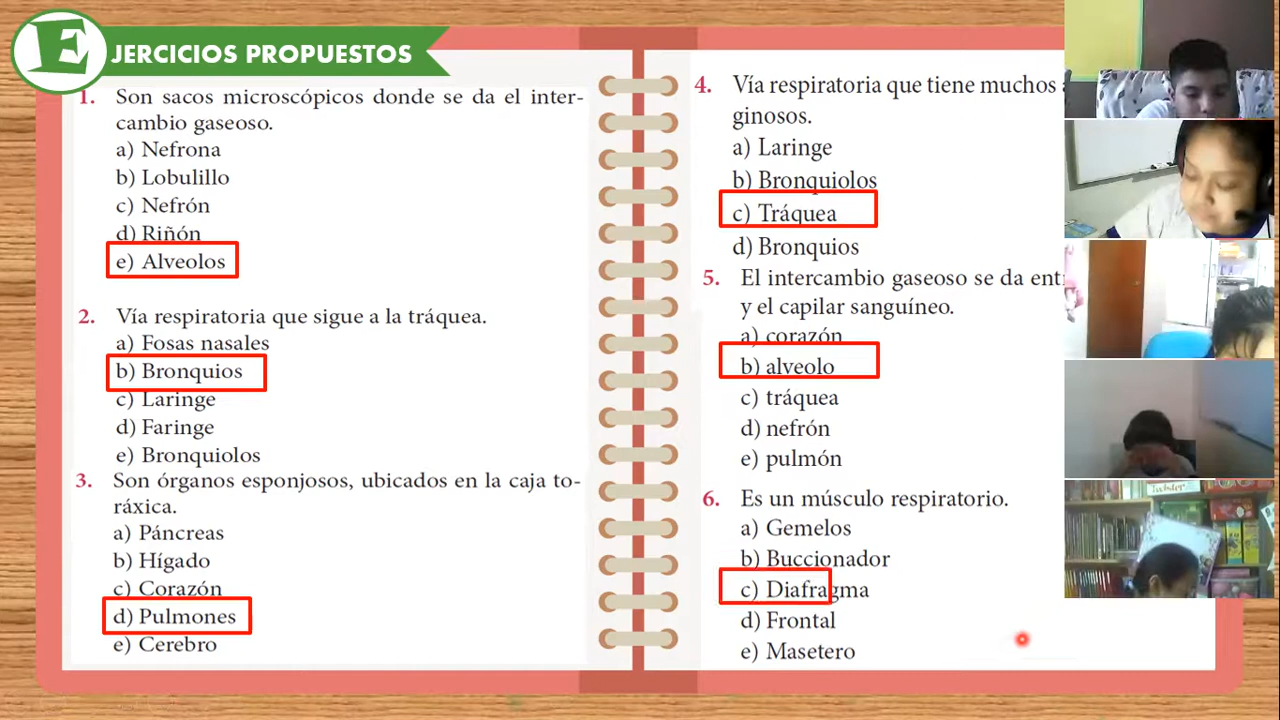 EJERCICIOS PROPUESTOS
1. Son sacos microscópicos donde se da el inter-
cambio gaseoso.
a) Nefrona
b) Lobulillo
c) Nefrón
d) Riñón
e) Alveolos
2. Vía respiratoria que sigue a la tráquea.
a) Fosas nasales
b) Bronquios
c) Laringe
d) Faringe
e) Bronquiolos
3. Son órganos esponjosos, ubicados en la caja to-
ráxica.
a) Páncreas
b) Hígado
c) Corazón
d) Pulmones
e) Cerebro
4. Vía respiratoria que tiene muchos
ginosos.
a) Laringe
b) Bronquiolos
c) Tráquea
d) Bronquios
5. El intercambio gaseoso se da
y el capilar sanguíneo.
a) corazón
b) alveolo
c) tráquea
d) nefrón
e) pulmón
6. Es un músculo respiratorio.
a) Gemelos
b) Buccionador
c) Diafragma
d) Frontal
e) Masetero